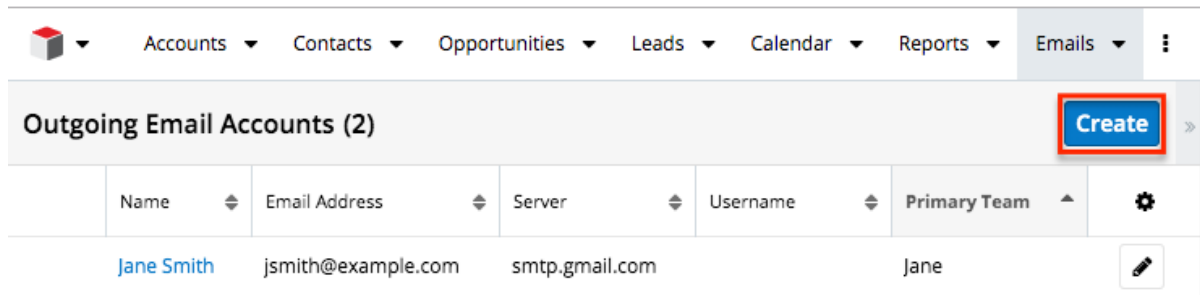 Accounts Contacts Opportunities Leads Calendar Reports Emails
Outgoing Email Accounts (2) Create »
Name Email Address Server Username Primary Team
Jane Smith jsmith@example.com smtp.gmail.com Jane